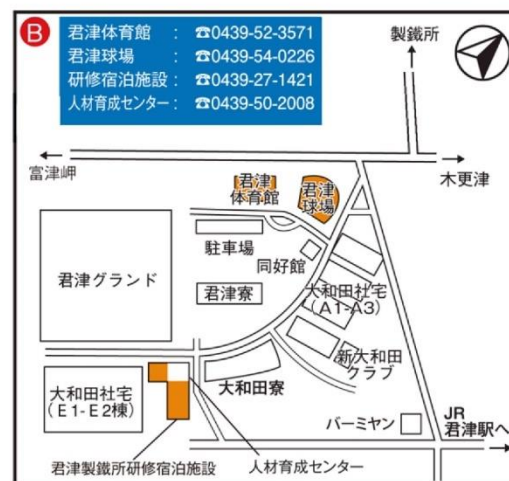 B
君津体育館 : ☎0439-52-3571
君津球場 : ☎0439-54-0226
研修宿泊施設 : ☎0439-27-1421
人材育成センター : ☎0439-50-2008
製鐵所
富津岬
木更津
君津
体育館
君津
球場
駐車場
同好館
君津グランド
君津寮
大和田社宅
(A1-A3)
新大和田
クラブ
大和田寮
大和田社宅
(E1-E2棟)
バーミヤン
JR
君津駅へ
君津製鐵所研修宿泊施設
人材育成センター